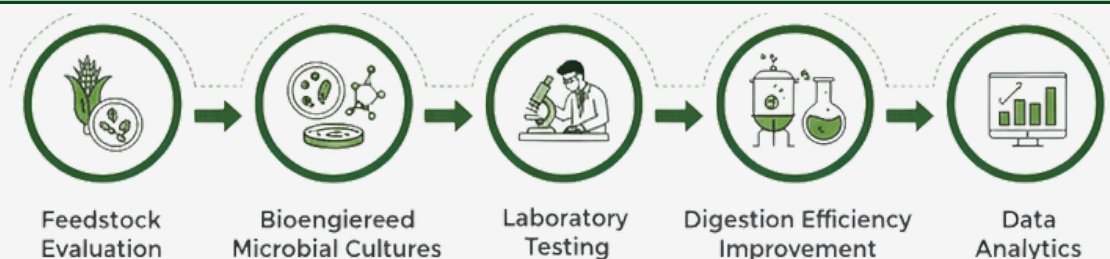 Feedstock
Evaluation
Bioengiereed
Microbial Cultures
Laboratory
Testing
Digestion Efficiency
Improvement
Data
Analytics